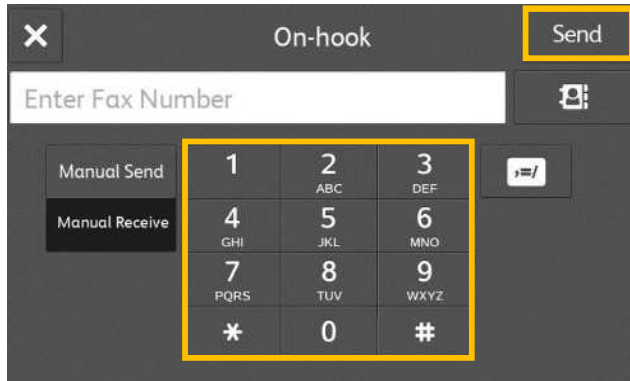 On-hook
Send
Enter Fax Number
Manual Send
Manual Receive
1
2
ABC
3
DEF
4
GHI
5
JKL
6
MNO
7
PQRS
8
TUV
9
WXYZ
*
0
#
,=/